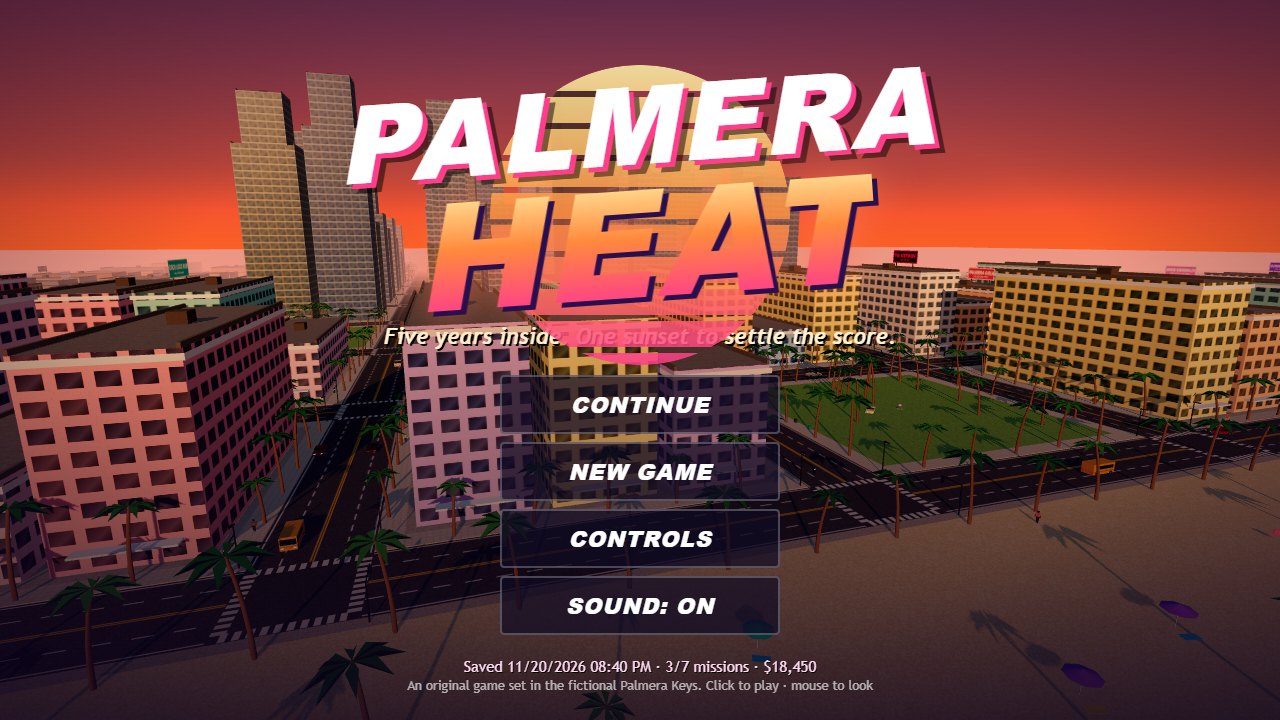 PALMERA
HEAT
Five years inside. One sunset to settle the score.
CONTINUE
NEW GAME
CONTROLS
SOUND: ON
Saved 11/20/2026 08:40 PM · 3/7 missions · $18,450
An original game set in the fictional Palmera Keys. Click to play · mouse to look